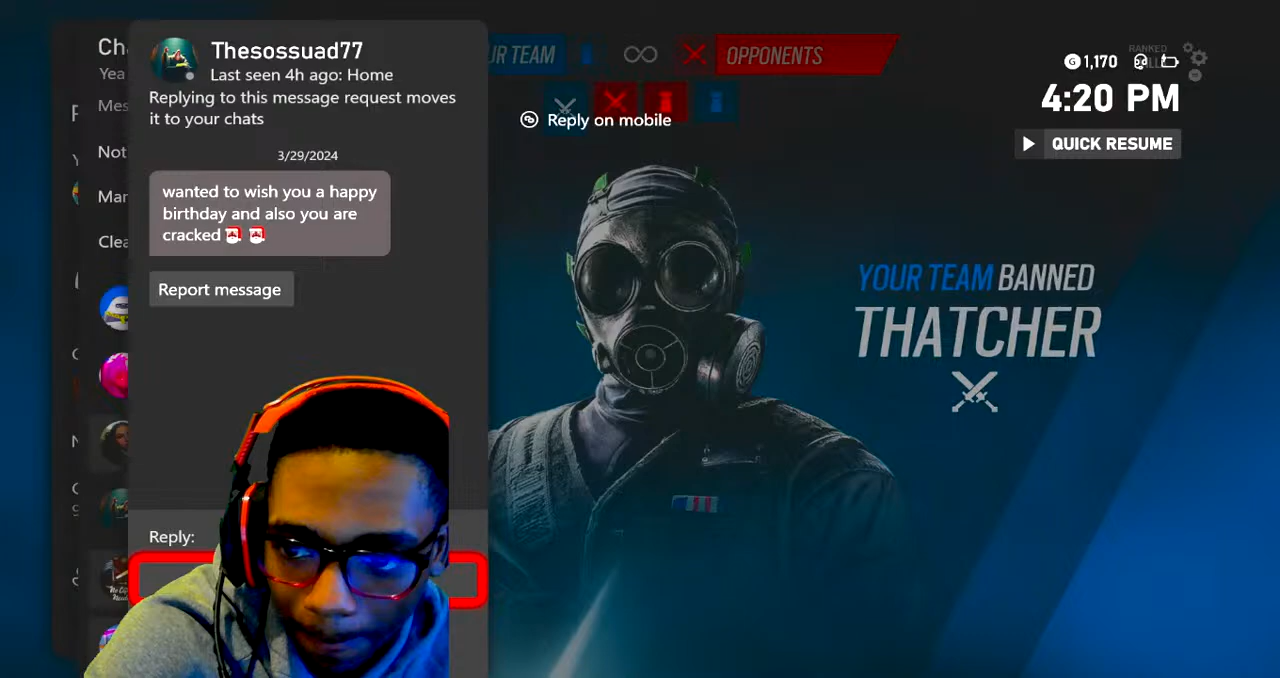 Thesossuad77
Last seen 4h ago: Home
Replying to this message request moves
it to your chats
3/29/2024
wanted to wish you a happy
birthday and also you are
cracked 🎅 🎅
Report message
Reply:
Reply on mobile
Yea
Not
Clea
UR TEAM
OPPONENTS
RANKED
1,170
4:20 PM
QUICK RESUME
YOUR TEAM BANNED
THATCHER